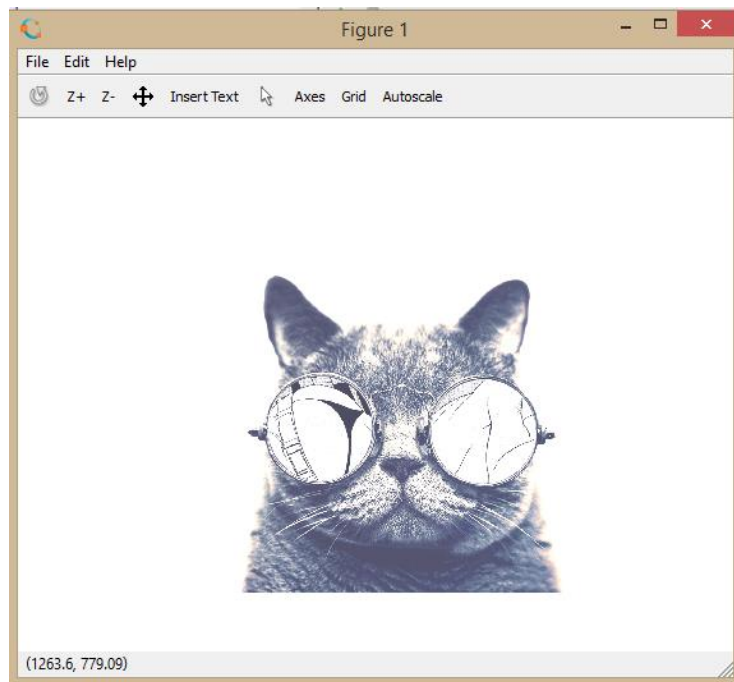 Figure 1
File Edit Help
Z+ Z- Insert Text Axes Grid Autoscale
(1263.6, 779.09)